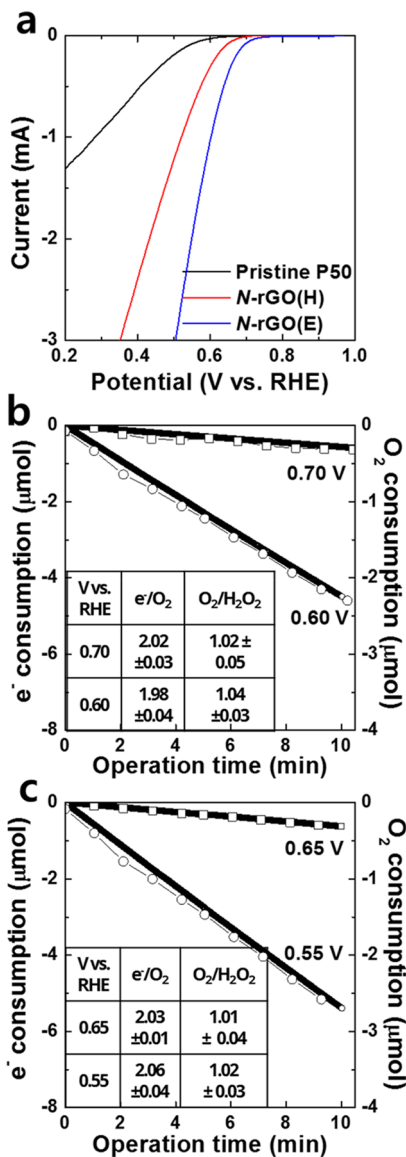 a
0
-1
-2
-3
Current (mA)
Pristine P50
N-rGO(H)
N-rGO(E)
0.2 0.4 0.6 0.8 1.0
Potential (V vs. RHE)
b
0
-2
-4
-6
-8
e⁻ consumption (μmol)
0.70 V
0.60 V
V vs. RHE e⁻/O₂ O₂/H₂O₂
0.70 2.02 ±0.03 1.02 ± 0.05
0.60 1.98 ±0.04 1.04 ±0.03
0
-1
-2
-3
-4
O₂ consumption (μmol)
0 2 4 6 8 10
Operation time (min)
c
0
-2
-4
-6
-8
e⁻ consumption (μmol)
0.65 V
0.55 V
V vs. RHE e⁻/O₂ O₂/H₂O₂
0.65 2.03 ±0.01 1.01 ± 0.04
0.55 2.06 ±0.04 1.02 ± 0.03
0
-1
-2
-3
-4
O₂ consumption (μmol)
0 2 4 6 8 10
Operation time (min)